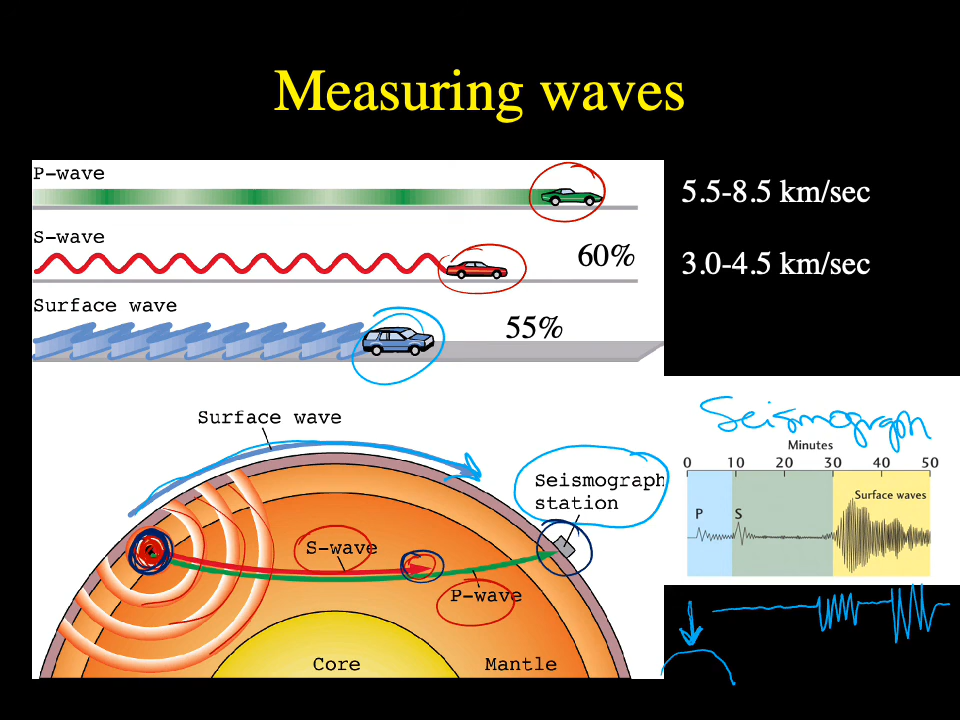 Measuring waves
P-wave
5.5-8.5 km/sec
S-wave
60%
3.0-4.5 km/sec
Surface wave
55%
Surface wave
Seismograph
station
S-wave
P-wave
Core
Mantle
Seismograph
Minutes
0 10 20 30 40 50
Surface waves
P S